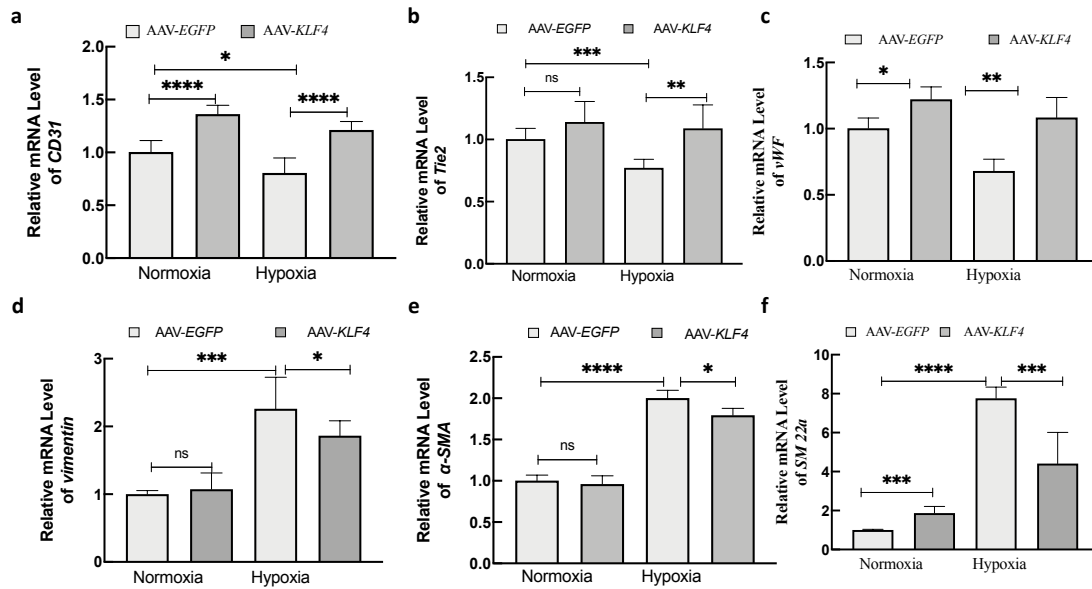 a
AAV-EGFP AAV-KLF4
Relative mRNA Level
of CD31
2.0
1.5
1.0
0.5
0.0
*
****
****
Normoxia Hypoxia
b
AAV-EGFP AAV-KLF4
Relative mRNA Level
of Tie2
2.0
1.5
1.0
0.5
0.0
***
ns
**
Normoxia Hypoxia
c
AAV-EGFP AAV-KLF4
Relative mRNA Level
of vWF
1.5
1.0
0.5
0.0
*
**
Normoxia Hypoxia
d
AAV-EGFP AAV-KLF4
Relative mRNA Level
of vimentin
3
2
1
0
***
*
ns
Normoxia Hypoxia
e
AAV-EGFP AAV-KLF4
Relative mRNA Level
of α-SMA
2.5
2.0
1.5
1.0
0.5
0.0
****
*
ns
Normoxia Hypoxia
f
AAV-EGFP AAV-KLF4
Relative mRNA Level
of SM 22α
10
8
6
4
2
0
****
***
***
Normoxia Hypoxia